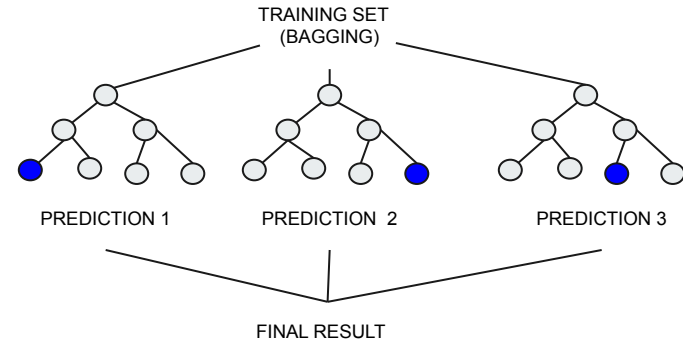 TRAINING SET
(BAGGING)
PREDICTION 1
PREDICTION 2
PREDICTION 3
FINAL RESULT